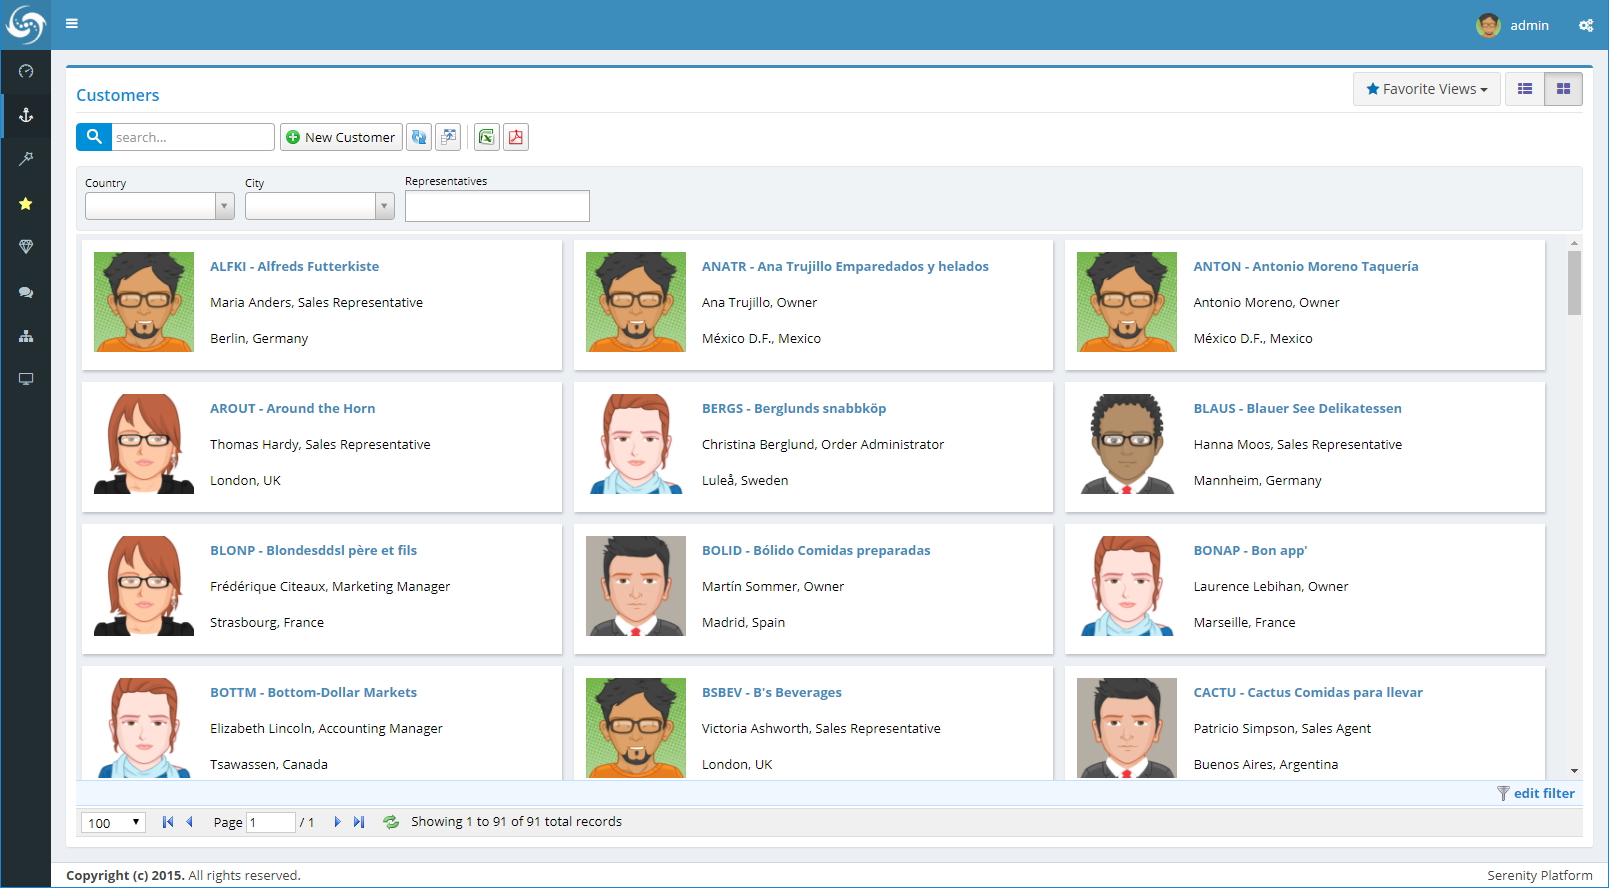 admin
Customers
Favorite Views
search...
New Customer
Country
City
Representatives
ALFKI - Alfreds Futterkiste
Maria Anders, Sales Representative
Berlin, Germany
ANATR - Ana Trujillo Emparedados y helados
Ana Trujillo, Owner
México D.F., Mexico
ANTON - Antonio Moreno Taquería
Antonio Moreno, Owner
México D.F., Mexico
AROUT - Around the Horn
Thomas Hardy, Sales Representative
London, UK
BERGS - Berglunds snabbköp
Christina Berglund, Order Administrator
Luleå, Sweden
BLAUS - Blauer See Delikatessen
Hanna Moos, Sales Representative
Mannheim, Germany
BLONP - Blondesddsl père et fils
Frédérique Citeaux, Marketing Manager
Strasbourg, France
BOLID - Bólido Comidas preparadas
Martín Sommer, Owner
Madrid, Spain
BONAP - Bon app'
Laurence Lebihan, Owner
Marseille, France
BOTTM - Bottom-Dollar Markets
Elizabeth Lincoln, Accounting Manager
Tsawassen, Canada
BSBEV - B's Beverages
Victoria Ashworth, Sales Representative
London, UK
CACTU - Cactus Comidas para llevar
Patricio Simpson, Sales Agent
Buenos Aires, Argentina
edit filter
100 Page 1 / 1 Showing 1 to 91 of 91 total records
Copyright (c) 2015. All rights reserved.
Serenity Platform